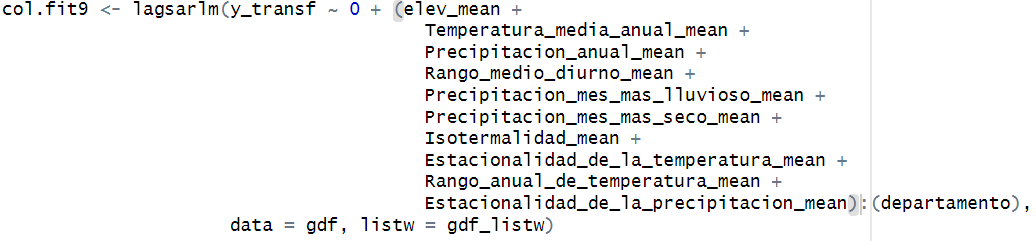 col.fit9 <- lagsarlm(y_transf ~ 0 + (elev_mean +
Temperatura_media_anual_mean +
Precipitacion_anual_mean +
Rango_medio_diurno_mean +
Precipitacion_mes_mas_lluvioso_mean +
Precipitacion_mes_mas_seco_mean +
Isotermalidad_mean +
Estacionalidad_de_la_temperatura_mean +
Rango_anual_de_temperatura_mean +
Estacionalidad_de_la_precipitacion_mean):(departamento),
data = gdf, listw = gdf_listw)